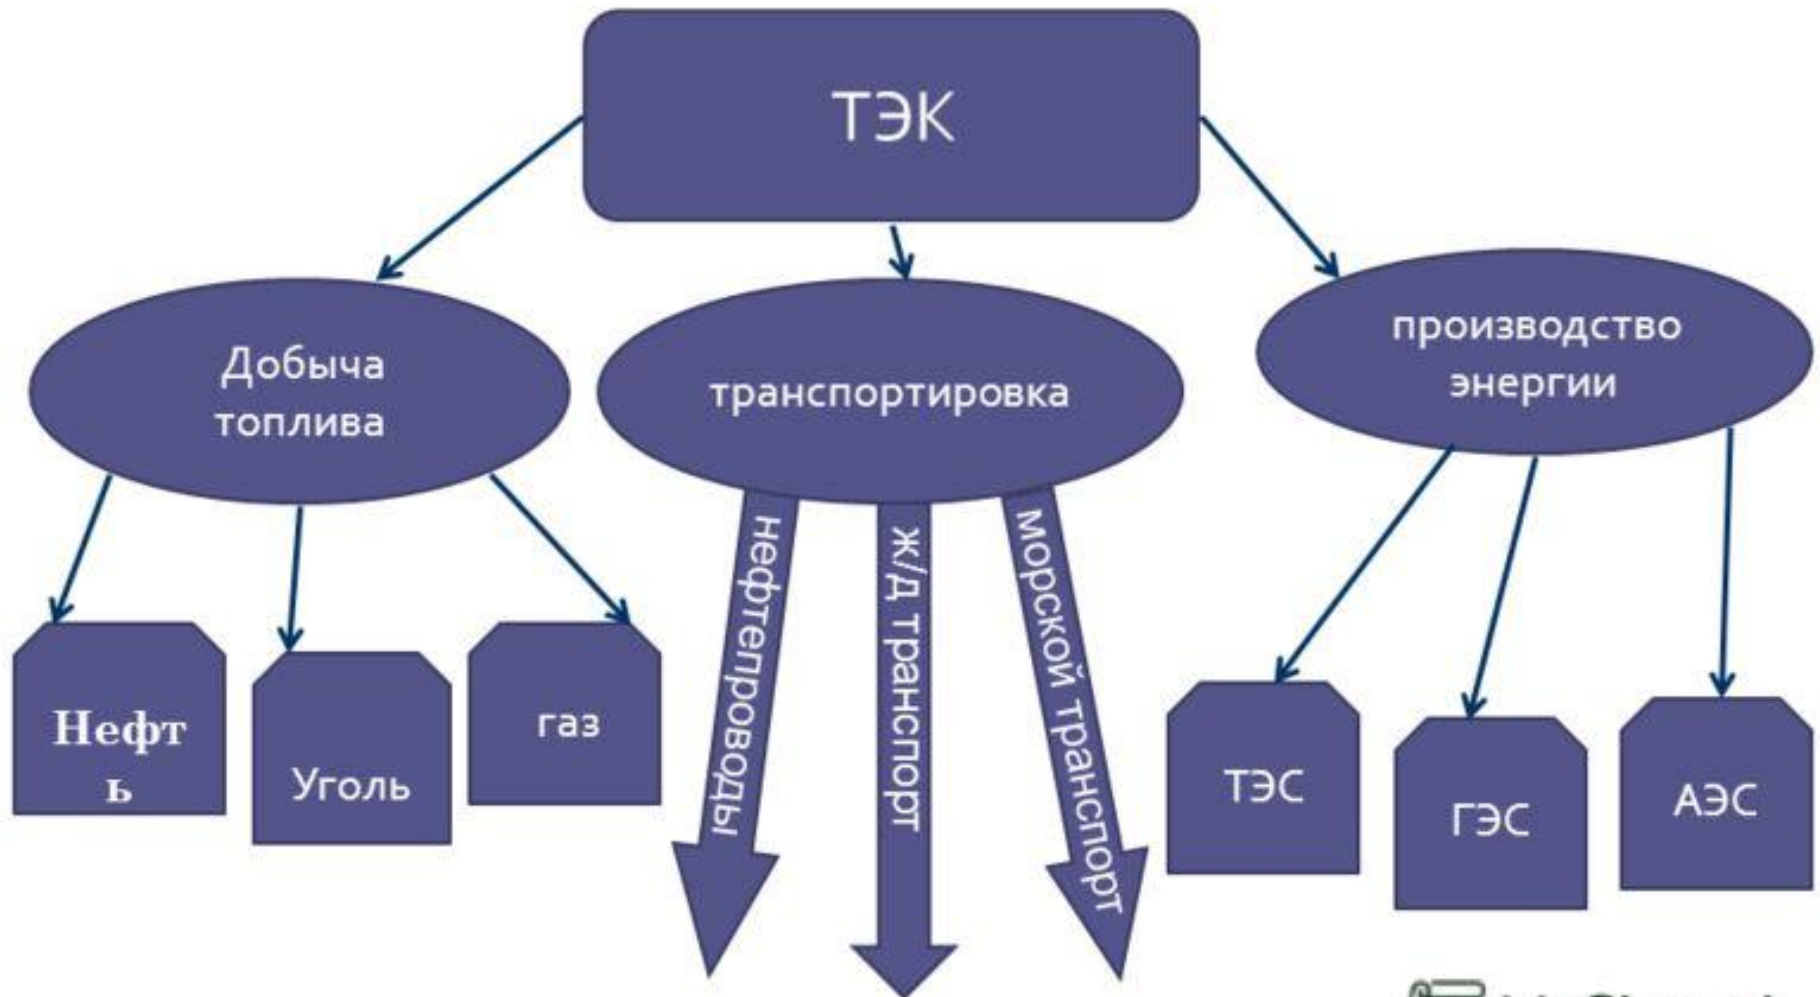 ТЭК
Добыча
топлива
транспортировка
производство
энергии
Нефт
ь
Уголь
газ
нефтепроводы
ж/д транспорт
морской транспорт
ТЭС
ГЭС
АЭС